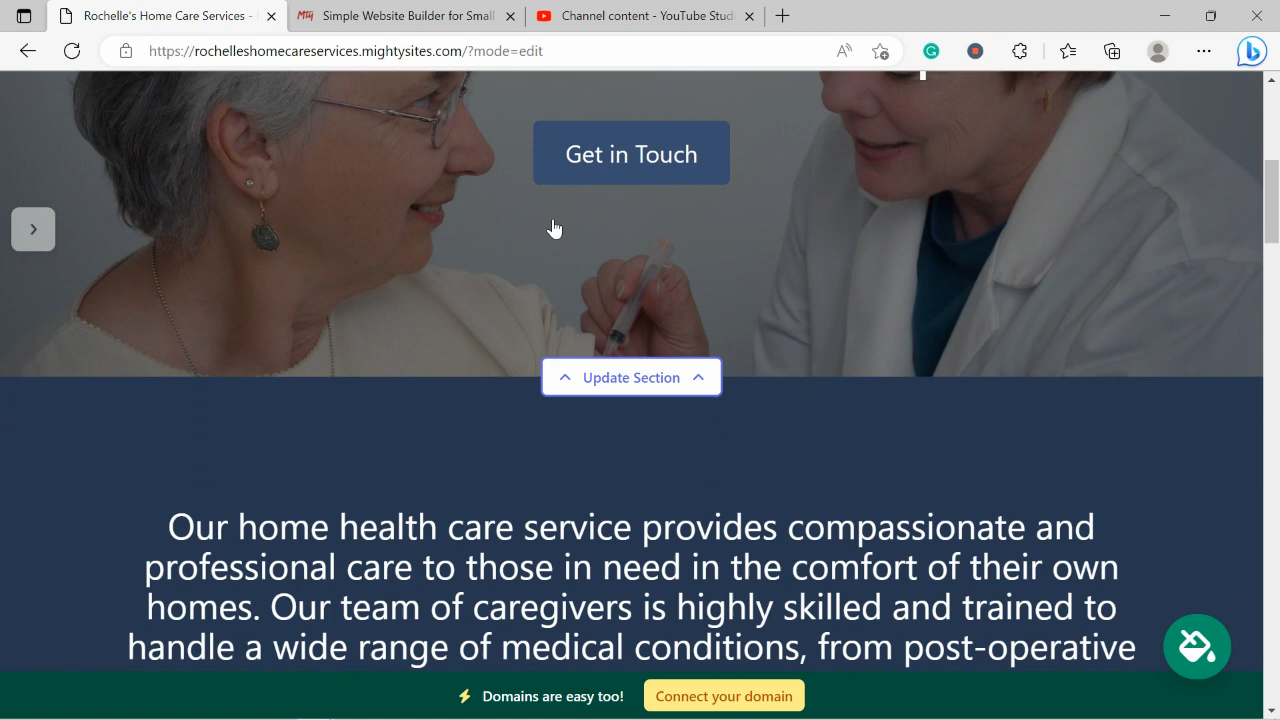 Rochelle's Home Care Services -
Simple Website Builder for Small
Channel content - YouTube Studi
https://rochelleshomecareservices.mightysites.com/?mode=edit
Get in Touch
Update Section
Our home health care service provides compassionate and
professional care to those in need in the comfort of their own
homes. Our team of caregivers is highly skilled and trained to
handle a wide range of medical conditions, from post-operative
Domains are easy too!
Connect your domain